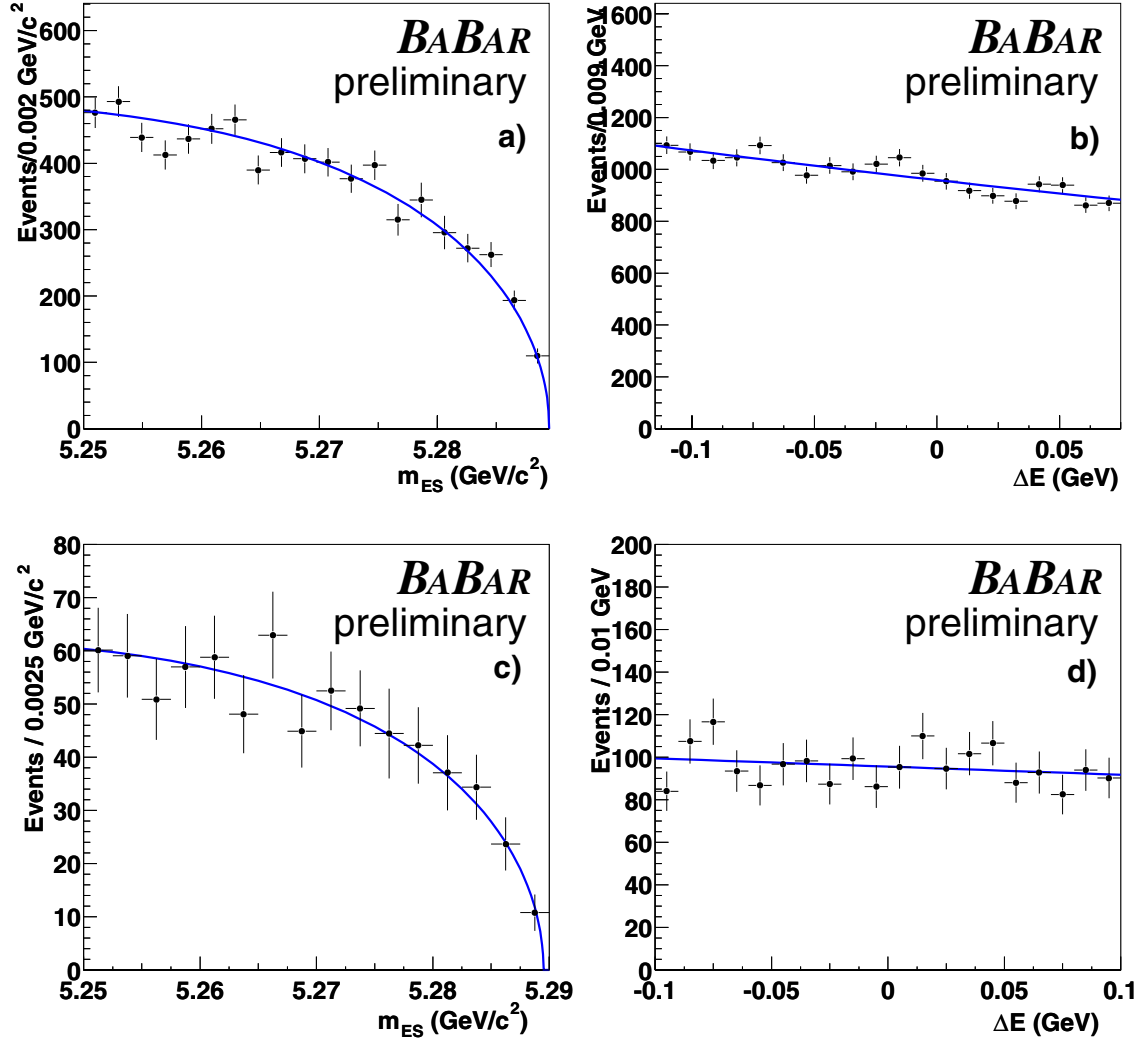 BABAR
preliminary
a)
Events/0.002 GeV/c²
600
500
400
300
200
100
0
5.25 5.26 5.27 5.28
m_ES (GeV/c²)
BABAR
preliminary
b)
Events/0.009 GeV
1600
1400
1200
1000
800
600
400
200
0
-0.1 -0.05 0 0.05
ΔE (GeV)
BABAR
preliminary
c)
Events / 0.0025 GeV/c²
80
70
60
50
40
30
20
10
0
5.25 5.26 5.27 5.28 5.29
m_ES (GeV/c²)
BABAR
preliminary
d)
Events / 0.01 GeV
200
180
160
140
120
100
80
60
40
20
0
-0.1 -0.05 0 0.05 0.1
ΔE (GeV)